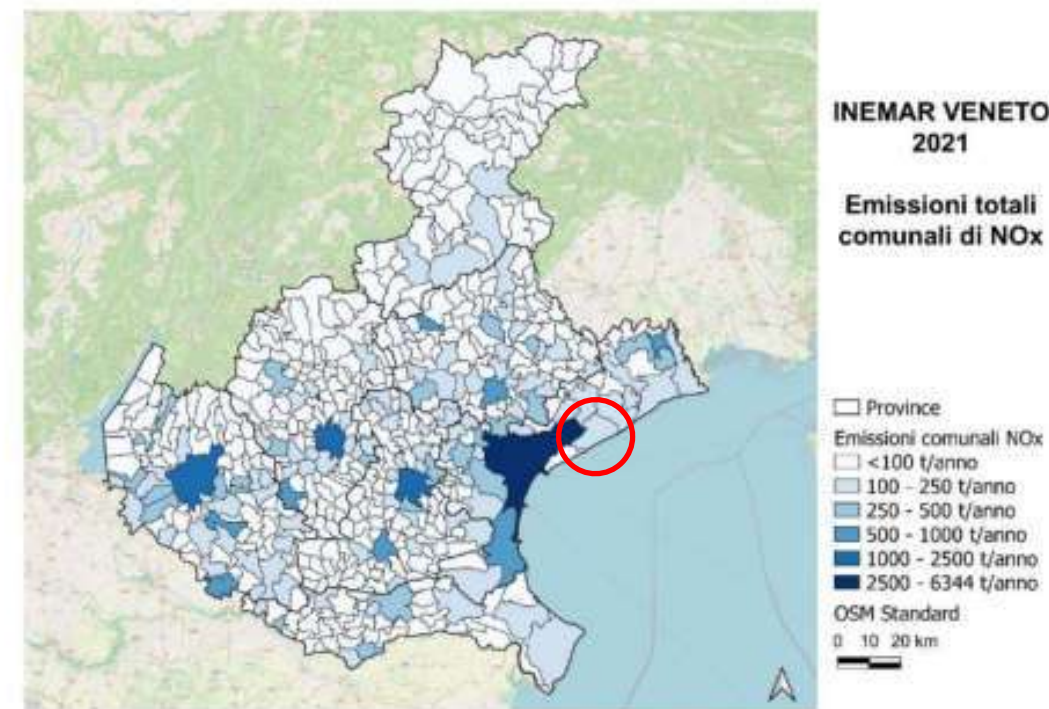 INEMAR VENETO
2021
Emissioni totali
comunali di NOx
Province
Emissioni comunali NOx
<100 t/anno
100 - 250 t/anno
250 - 500 t/anno
500 - 1000 t/anno
1000 - 2500 t/anno
2500 - 6344 t/anno
OSM Standard
0 10 20 km